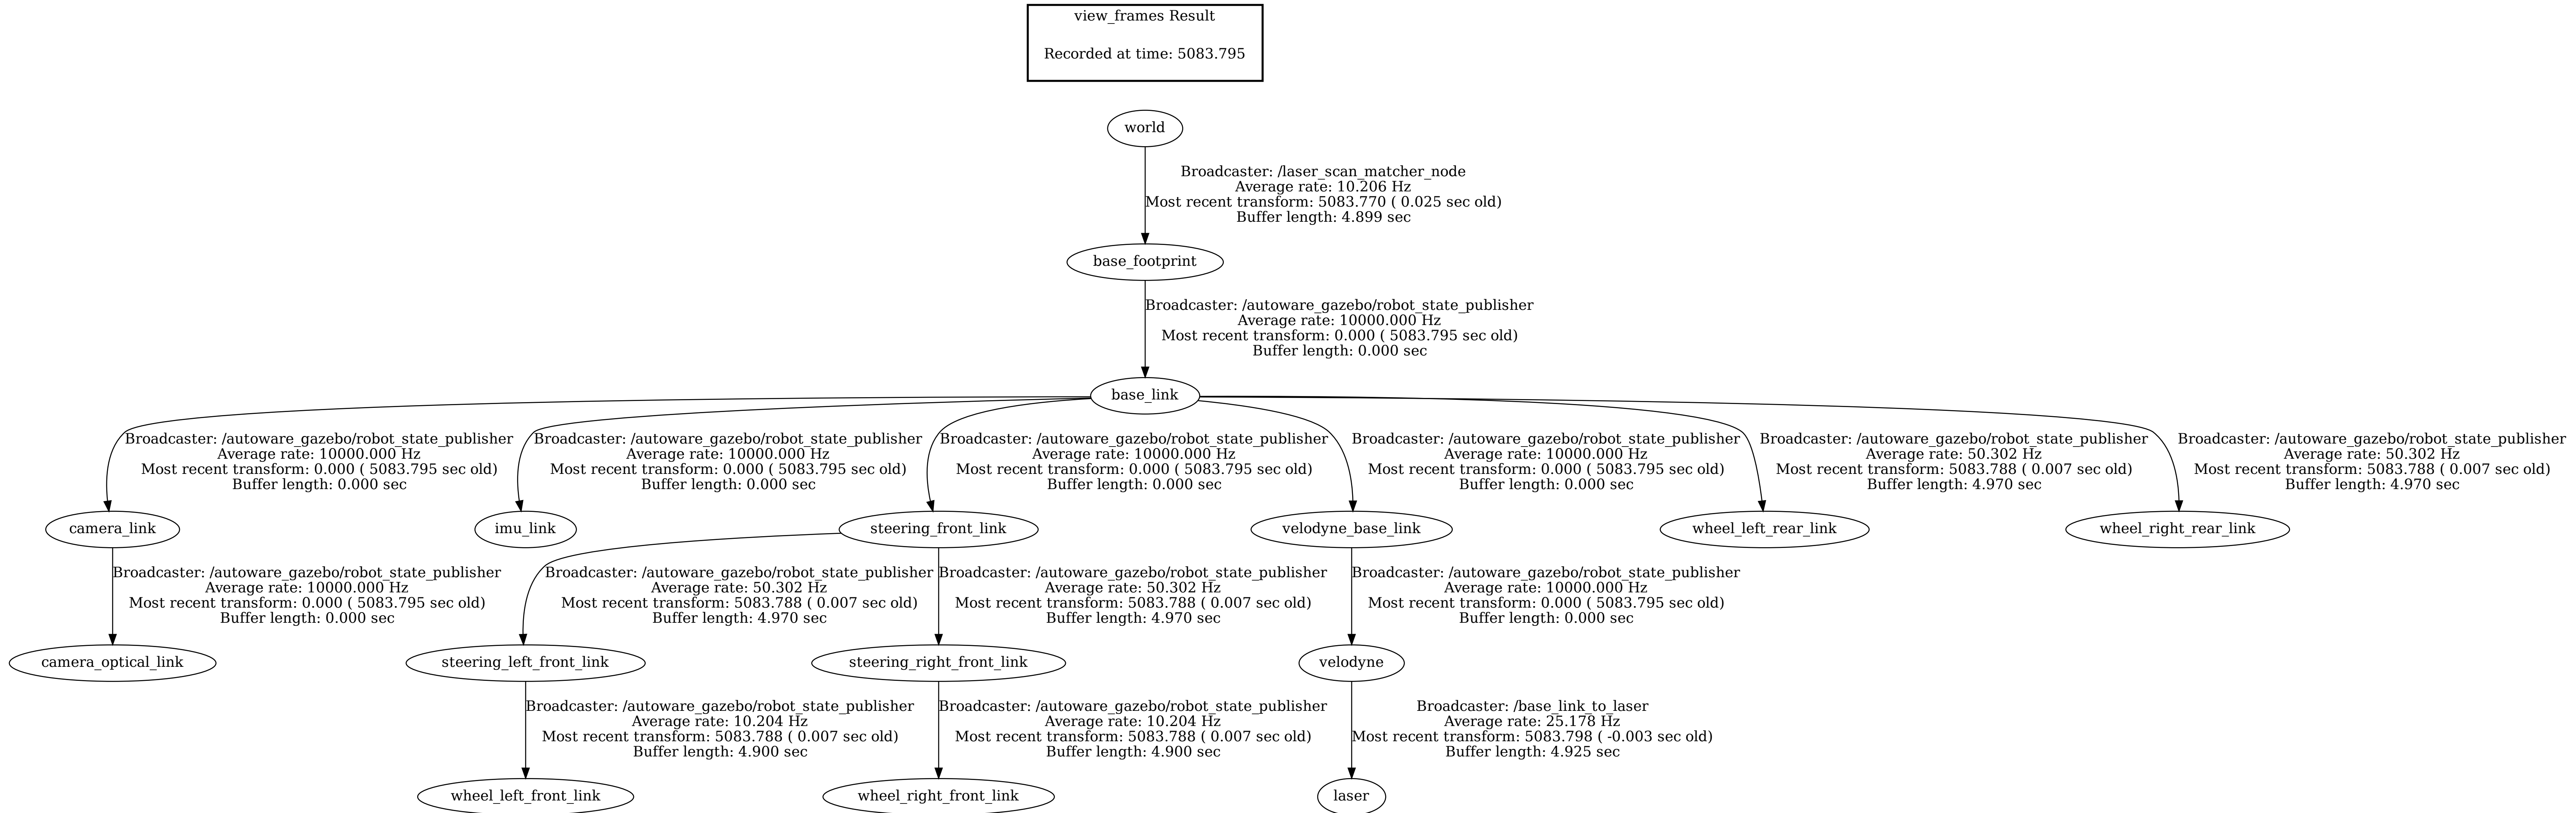 view_frames Result
Recorded at time: 5083.795
world
Broadcaster: /laser_scan_matcher_node
Average rate: 10.206 Hz
Most recent transform: 5083.770 ( 0.025 sec old)
Buffer length: 4.899 sec
base_footprint
Broadcaster: /autoware_gazebo/robot_state_publisher
Average rate: 10000.000 Hz
Most recent transform: 0.000 ( 5083.795 sec old)
Buffer length: 0.000 sec
base_link
Broadcaster: /autoware_gazebo/robot_state_publisher
Average rate: 10000.000 Hz
Most recent transform: 0.000 ( 5083.795 sec old)
Buffer length: 0.000 sec
Broadcaster: /autoware_gazebo/robot_state_publisher
Average rate: 10000.000 Hz
Most recent transform: 0.000 ( 5083.795 sec old)
Buffer length: 0.000 sec
Broadcaster: /autoware_gazebo/robot_state_publisher
Average rate: 10000.000 Hz
Most recent transform: 0.000 ( 5083.795 sec old)
Buffer length: 0.000 sec
Broadcaster: /autoware_gazebo/robot_state_publisher
Average rate: 10000.000 Hz
Most recent transform: 0.000 ( 5083.795 sec old)
Buffer length: 0.000 sec
Broadcaster: /autoware_gazebo/robot_state_publisher
Average rate: 50.302 Hz
Most recent transform: 5083.788 ( 0.007 sec old)
Buffer length: 4.970 sec
Broadcaster: /autoware_gazebo/robot_state_publisher
Average rate: 50.302 Hz
Most recent transform: 5083.788 ( 0.007 sec old)
Buffer length: 4.970 sec
camera_link
imu_link
steering_front_link
velodyne_base_link
wheel_left_rear_link
wheel_right_rear_link
Broadcaster: /autoware_gazebo/robot_state_publisher
Average rate: 10000.000 Hz
Most recent transform: 0.000 ( 5083.795 sec old)
Buffer length: 0.000 sec
Broadcaster: /autoware_gazebo/robot_state_publisher
Average rate: 50.302 Hz
Most recent transform: 5083.788 ( 0.007 sec old)
Buffer length: 4.970 sec
Broadcaster: /autoware_gazebo/robot_state_publisher
Average rate: 50.302 Hz
Most recent transform: 5083.788 ( 0.007 sec old)
Buffer length: 4.970 sec
Broadcaster: /autoware_gazebo/robot_state_publisher
Average rate: 10000.000 Hz
Most recent transform: 0.000 ( 5083.795 sec old)
Buffer length: 0.000 sec
camera_optical_link
steering_left_front_link
steering_right_front_link
velodyne
Broadcaster: /autoware_gazebo/robot_state_publisher
Average rate: 10.204 Hz
Most recent transform: 5083.788 ( 0.007 sec old)
Buffer length: 4.900 sec
Broadcaster: /autoware_gazebo/robot_state_publisher
Average rate: 10.204 Hz
Most recent transform: 5083.788 ( 0.007 sec old)
Buffer length: 4.900 sec
Broadcaster: /base_link_to_laser
Average rate: 25.178 Hz
Most recent transform: 5083.798 ( -0.003 sec old)
Buffer length: 4.925 sec
wheel_left_front_link
wheel_right_front_link
laser